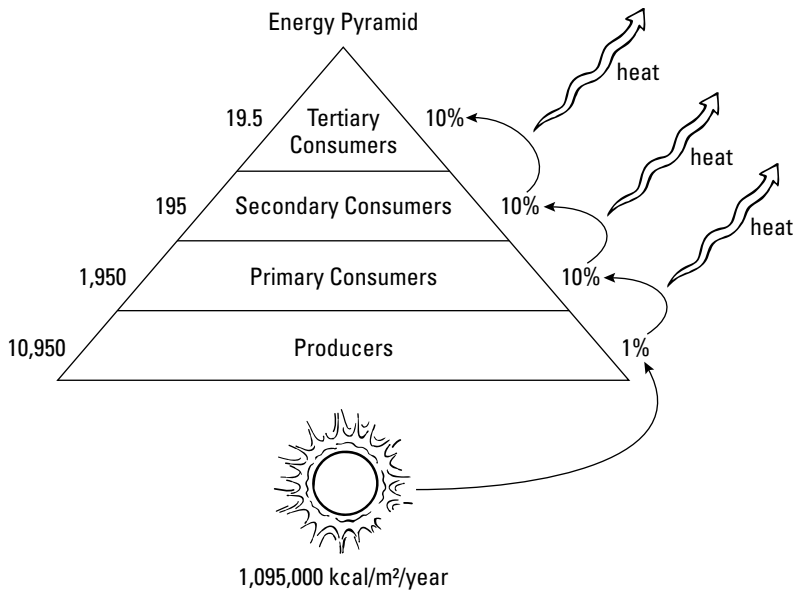 Energy Pyramid
heat
19.5
Tertiary
Consumers
10%
heat
195
Secondary Consumers
10%
heat
1,950
Primary Consumers
10%
10,950
Producers
1%
1,095,000 kcal/m²/year